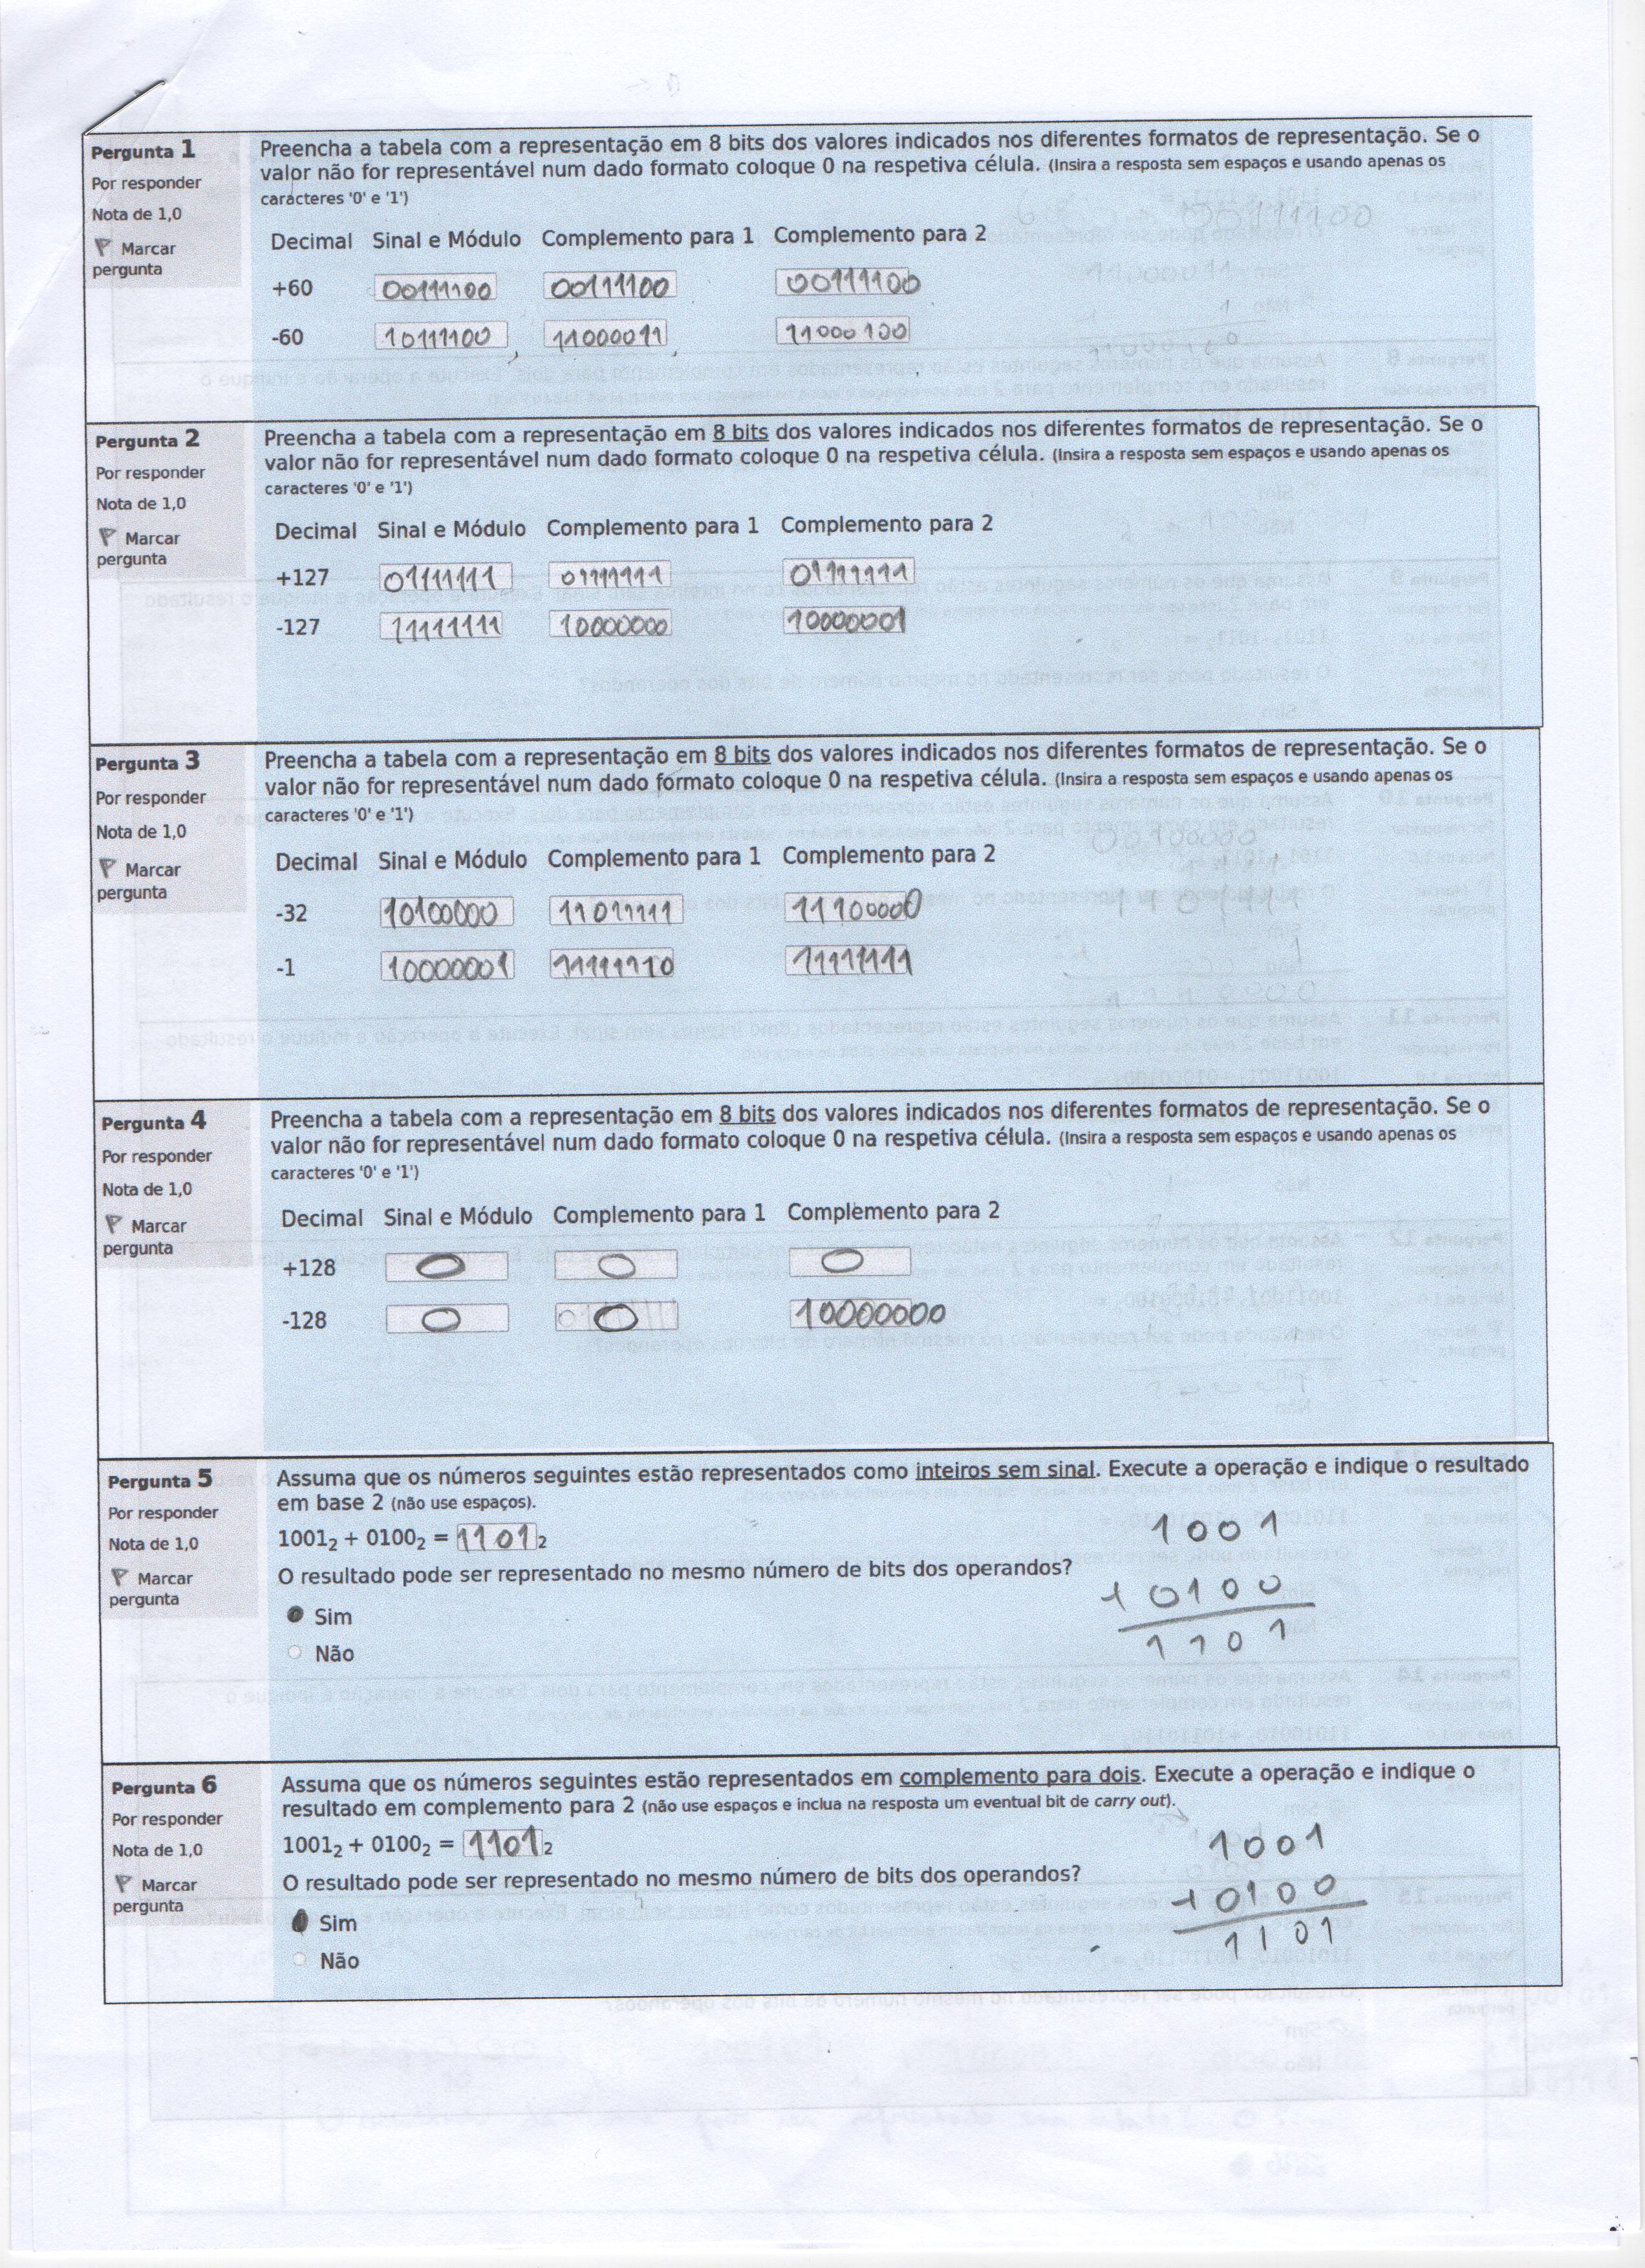 Pergunta 1
Por responder
Nota de 1,0
Marcar
pergunta
Preencha a tabela com a representação em 8 bits dos valores indicados nos diferentes formatos de representação. Se o
valor não for representável num dado formato coloque 0 na respetiva célula. (Insira a resposta sem espaços e usando apenas os
caracteres '0' e '1')
Decimal Sinal e Módulo Complemento para 1 Complemento para 2
+60 00111100 00111100 00111100
-60 10111100 11000011 11000100
Pergunta 2
Por responder
Nota de 1,0
Marcar
pergunta
Preencha a tabela com a representação em 8 bits dos valores indicados nos diferentes formatos de representação. Se o
valor não for representável num dado formato coloque 0 na respetiva célula. (Insira a resposta sem espaços e usando apenas os
caracteres '0' e '1')
Decimal Sinal e Módulo Complemento para 1 Complemento para 2
+127 01111111 01111111 01111111
-127 11111111 10000000 10000001
Pergunta 3
Por responder
Nota de 1,0
Marcar
pergunta
Preencha a tabela com a representação em 8 bits dos valores indicados nos diferentes formatos de representação. Se o
valor não for representável num dado formato coloque 0 na respetiva célula. (Insira a resposta sem espaços e usando apenas os
caracteres '0' e '1')
Decimal Sinal e Módulo Complemento para 1 Complemento para 2
-32 10100000 11011111 11100000
-1 10000001 11111110 11111111
Pergunta 4
Por responder
Nota de 1,0
Marcar
pergunta
Preencha a tabela com a representação em 8 bits dos valores indicados nos diferentes formatos de representação. Se o
valor não for representável num dado formato coloque 0 na respetiva célula. (Insira a resposta sem espaços e usando apenas os
caracteres '0' e '1')
Decimal Sinal e Módulo Complemento para 1 Complemento para 2
+128 0 0 0
-128 0 0 10000000
Pergunta 5
Por responder
Nota de 1,0
Marcar
pergunta
Assuma que os números seguintes estão representados como inteiros sem sinal. Execute a operação e indique o resultado
em base 2 (não use espaços).
1001₂ + 0100₂ = 1101₂
O resultado pode ser representado no mesmo número de bits dos operandos?
Sim
Não
1001
+ 0100
1101
Pergunta 6
Por responder
Nota de 1,0
Marcar
pergunta
Assuma que os números seguintes estão representados em complemento para dois. Execute a operação e indique o
resultado em complemento para 2 (não use espaços e inclua na resposta um eventual bit de carry out).
1001₂ + 0100₂ = 1101₂
O resultado pode ser representado no mesmo número de bits dos operandos?
Sim
Não
1001
+ 0100
1101